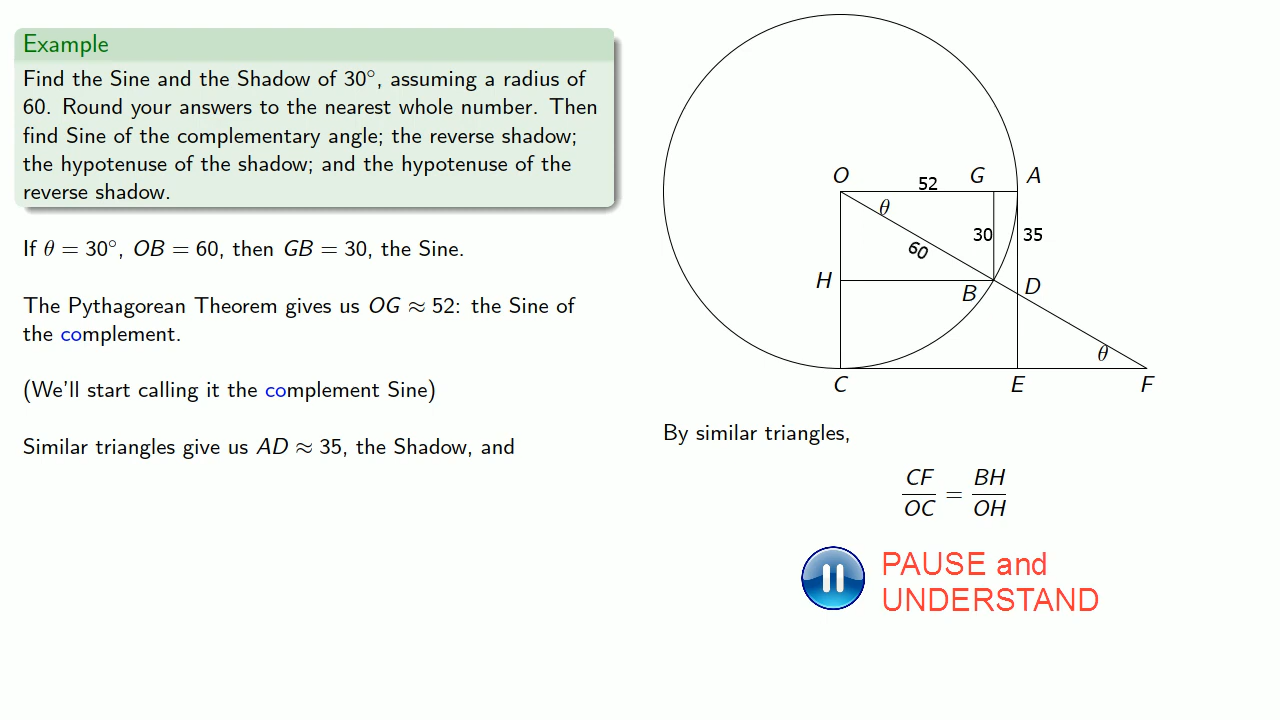 Example
Find the Sine and the Shadow of 30°, assuming a radius of
60. Round your answers to the nearest whole number. Then
find Sine of the complementary angle; the reverse shadow;
the hypotenuse of the shadow; and the hypotenuse of the
reverse shadow.
If θ = 30°, OB = 60, then GB = 30, the Sine.
The Pythagorean Theorem gives us OG ≈ 52: the Sine of
the complement.
(We'll start calling it the complement Sine)
Similar triangles give us AD ≈ 35, the Shadow, and
O 52 G A
θ
60 30 35
H B D
θ
C E F
By similar triangles,
CF/OC = BH/OH
PAUSE and
UNDERSTAND